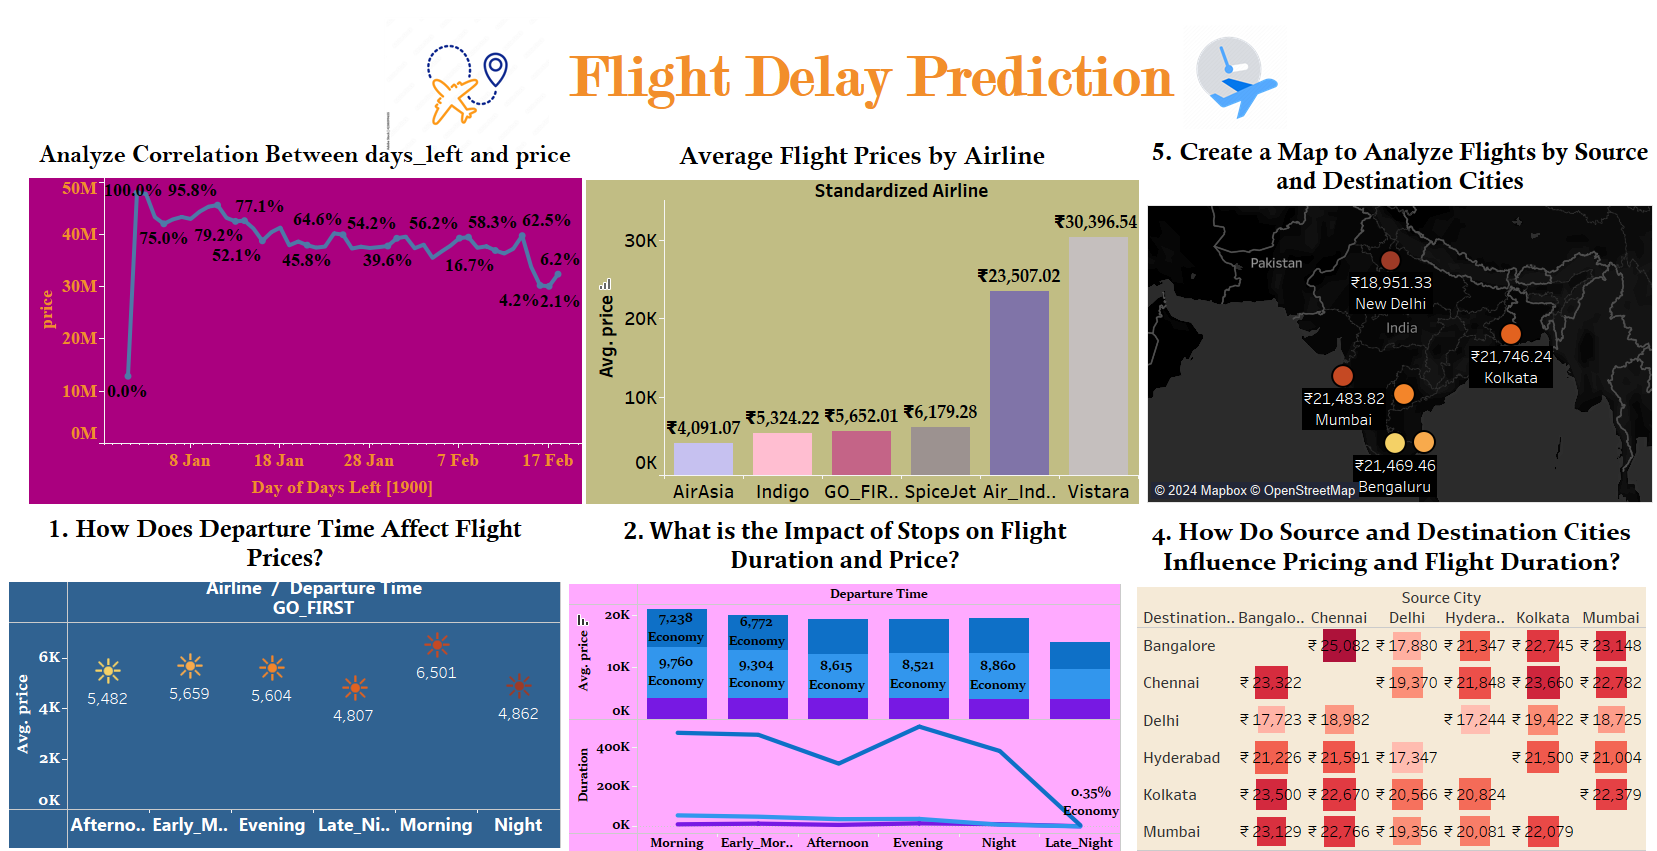 Flight Delay Prediction
Analyze Correlation Between days_left and price
50M
40M
30M
20M
10M
0M
price
100.0% 95.8%
77.1%
75.0% 79.2%
52.1%
64.6% 54.2%
45.8%
39.6%
56.2% 58.3% 62.5%
16.7%
6.2%
4.2% 2.1%
0.0%
8 Jan 18 Jan 28 Jan 7 Feb 17 Feb
Day of Days Left [1900]
Average Flight Prices by Airline
Standardized Airline
Avg. price
30K
20K
10K
0K
₹4,091.07 ₹5,324.22 ₹5,652.01 ₹6,179.28 ₹23,507.02 ₹30,396.54
AirAsia Indigo GO_FIR.. SpiceJet Air_Ind.. Vistara
5. Create a Map to Analyze Flights by Source
and Destination Cities
Pakistan
₹18,951.33
New Delhi
India
₹21,746.24
Kolkata
₹21,483.82
Mumbai
₹21,469.46
Bengaluru
© 2024 Mapbox © OpenStreetMap
1. How Does Departure Time Affect Flight
Prices?
Airline / Departure Time
GO_FIRST
Avg. price
6K
4K
2K
0K
5,482 5,659 5,604 4,807 6,501 4,862
Afterno.. Early_M.. Evening Late_Ni.. Morning Night
2. What is the Impact of Stops on Flight
Duration and Price?
Departure Time
Avg. price
20K
10K
0K
7,238 6,772
Economy Economy
9,760 9,304 8,615 8,521 8,860
Economy Economy Economy Economy Economy
Duration
400K
200K
0K
0.35%
Economy
Morning Early_Mor.. Afternoon Evening Night Late_Night
4. How Do Source and Destination Cities
Influence Pricing and Flight Duration?
Source City
Destination.. Bangalo.. Chennai Delhi Hydera.. Kolkata Mumbai
Bangalore ₹ 25,082 ₹ 17,880 ₹ 21,347 ₹ 22,745 ₹ 23,148
Chennai ₹ 23,322 ₹ 19,370 ₹ 21,848 ₹ 23,660 ₹ 22,782
Delhi ₹ 17,723 ₹ 18,982 ₹ 17,244 ₹ 19,422 ₹ 18,725
Hyderabad ₹ 21,226 ₹ 21,591 ₹ 17,347 ₹ 21,500 ₹ 21,004
Kolkata ₹ 23,500 ₹ 22,670 ₹ 20,566 ₹ 20,824 ₹ 22,379
Mumbai ₹ 23,129 ₹ 22,766 ₹ 19,356 ₹ 20,081 ₹ 22,079